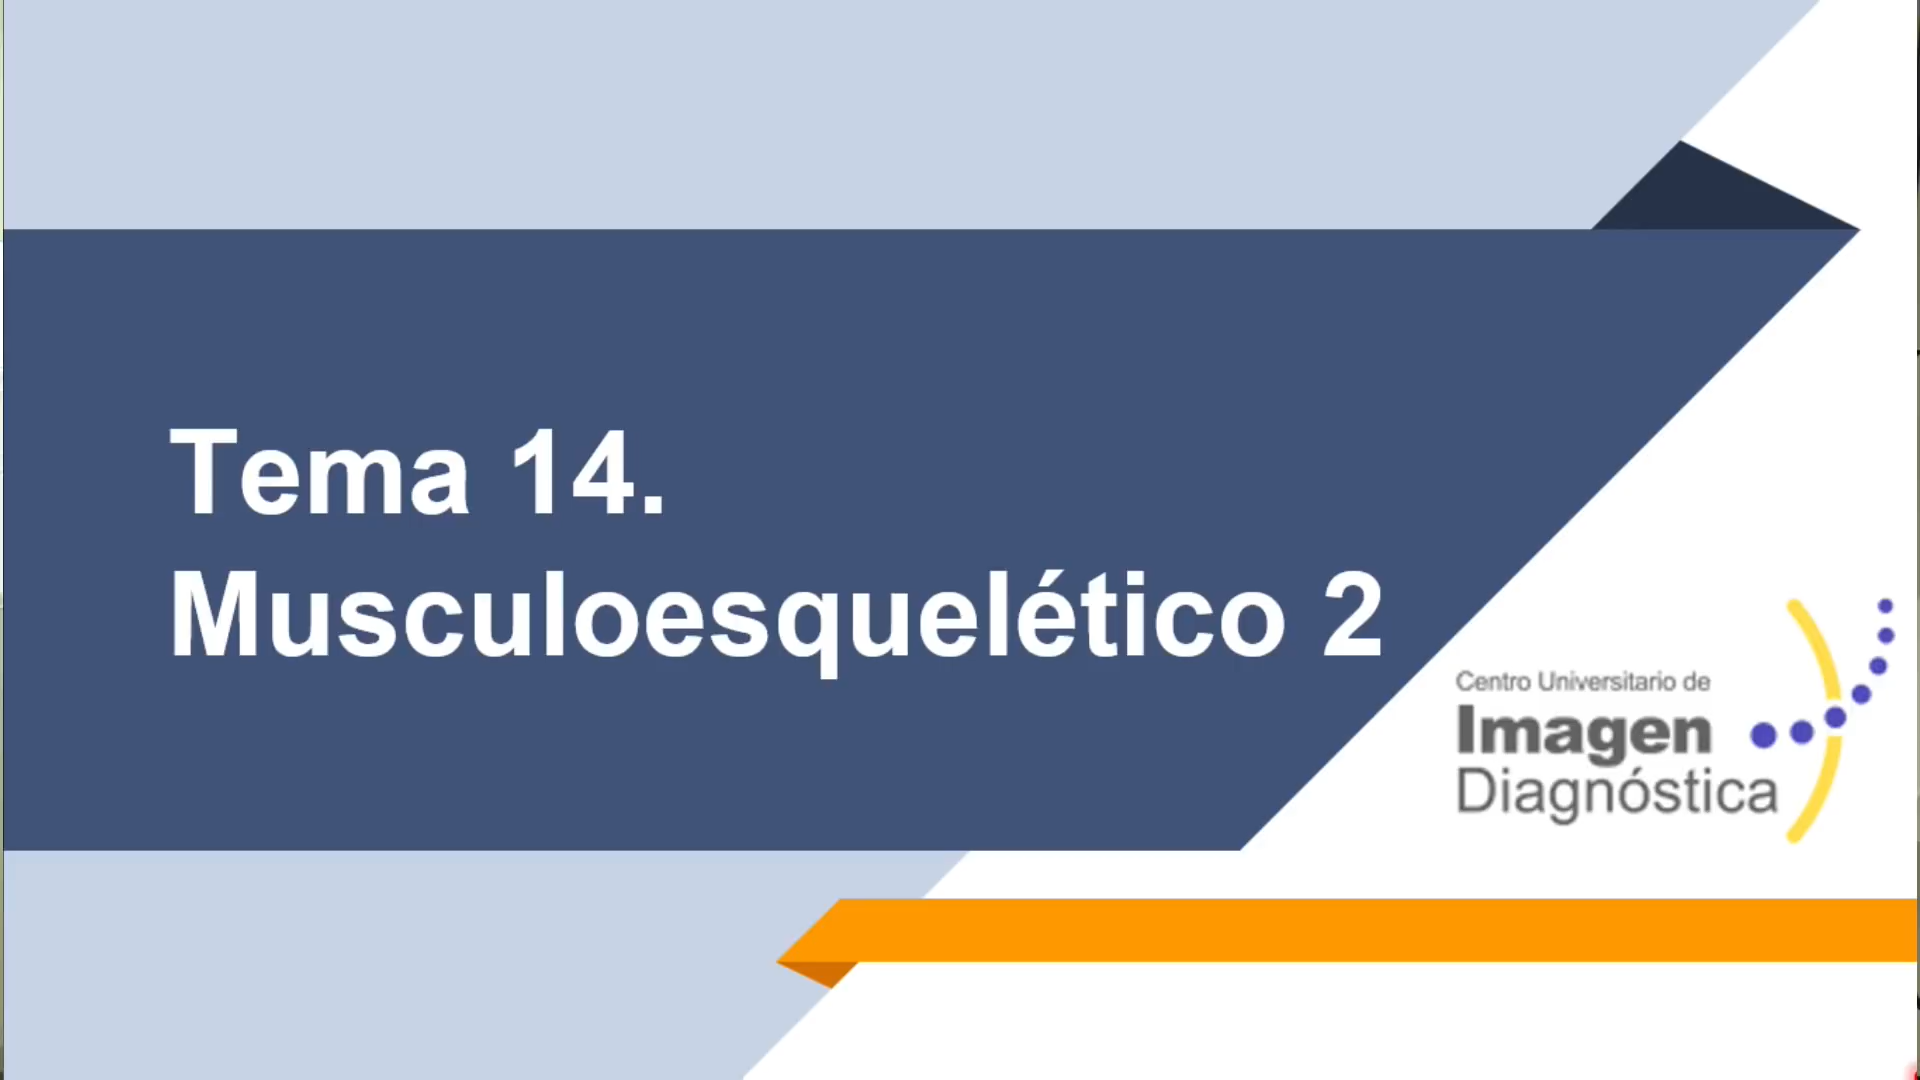 Tema 14.
Musculoesquelético 2
Centro Universitario de
Imagen
Diagnóstica